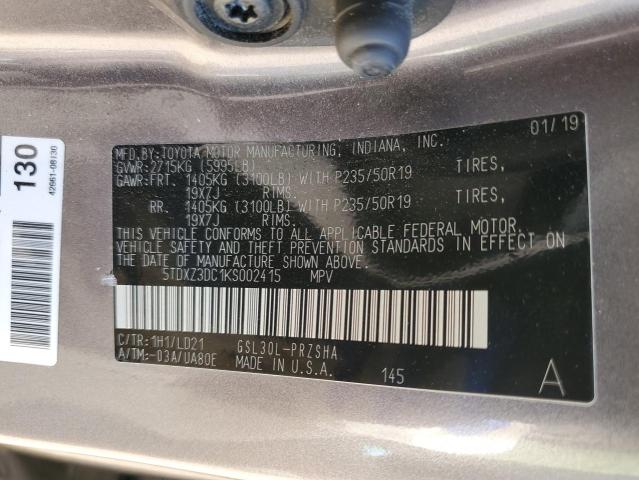 130
42961-08130
01/19
MFD.BY:TOYOTA MOTOR MANUFACTURING, INDIANA, INC.
GVWR:2715KG (5995LB)
GAWR:FRT. 1405KG (3100LB) WITH P235/50R19 TIRES,
19X7J RIMS.
RR. 1405KG (3100LB) WITH P235/50R19 TIRES,
19X7J RIMS.
THIS VEHICLE CONFORMS TO ALL APPLICABLE FEDERAL MOTOR
VEHICLE SAFETY AND THEFT PREVENTION STANDARDS IN EFFECT ON
THE DATE OF MANUFACTURE SHOWN ABOVE.
5TDXZ3DC1KS002415 MPV
C/TR:1H1/LD21 GSL30L-PRZSHA
A/TM:-03A/UA80E MADE IN U.S.A. 145 A